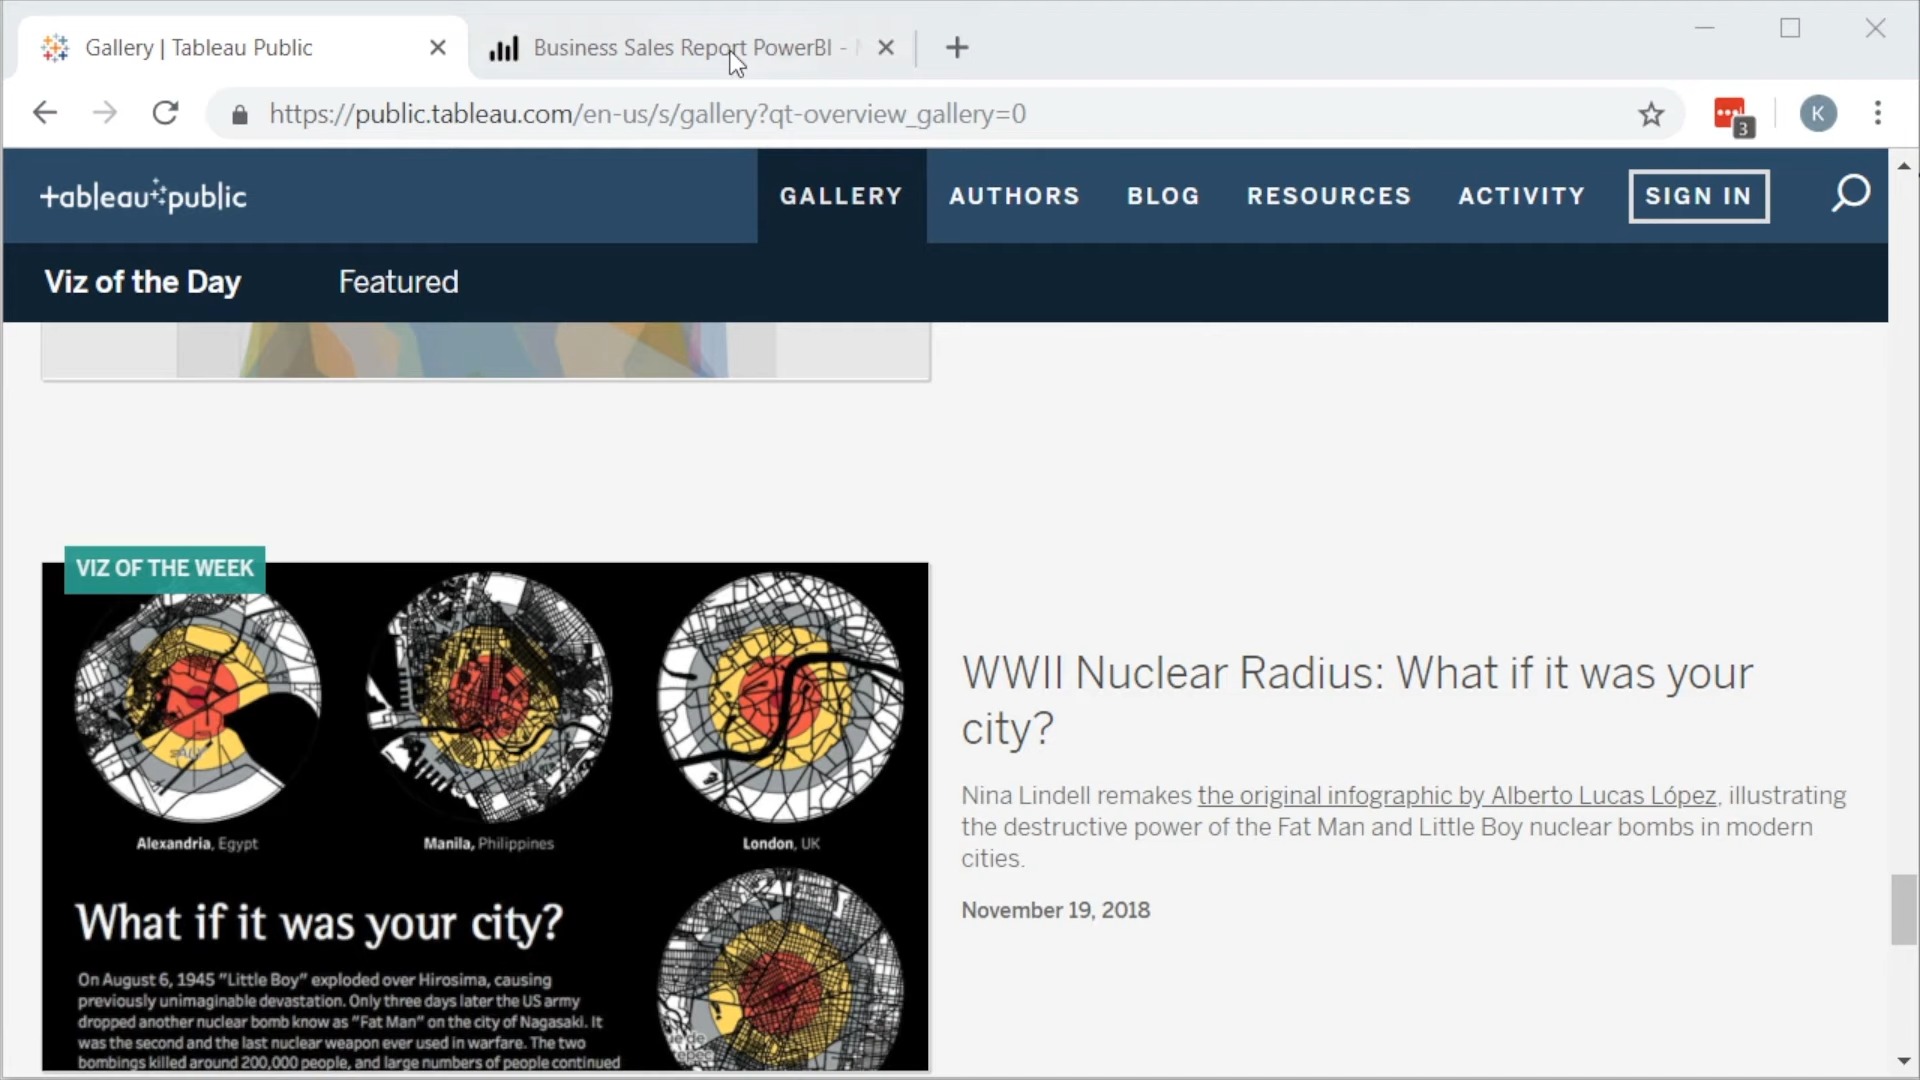 Gallery | Tableau Public
Business Sales Report PowerBI -
https://public.tableau.com/en-us/s/gallery?qt-overview_gallery=0
3
K
+ableau public
GALLERY
AUTHORS
BLOG
RESOURCES
ACTIVITY
SIGN IN
Viz of the Day
Featured
VIZ OF THE WEEK
Alexandria, Egypt
Manila, Philippines
London, UK
What if it was your city?
On August 6, 1945 "Little Boy" exploded over Hirosima, causing
previously unimaginable devastation. Only three days later the US army
dropped another nuclear bomb know as "Fat Man" on the city of Nagasaki. It
was the second and the last nuclear weapon ever used in warfare. The two
bombings killed around 200,000 people, and large numbers of people continued
WWII Nuclear Radius: What if it was your
city?
Nina Lindell remakes the original infographic by Alberto Lucas López, illustrating
the destructive power of the Fat Man and Little Boy nuclear bombs in modern
cities.
November 19, 2018